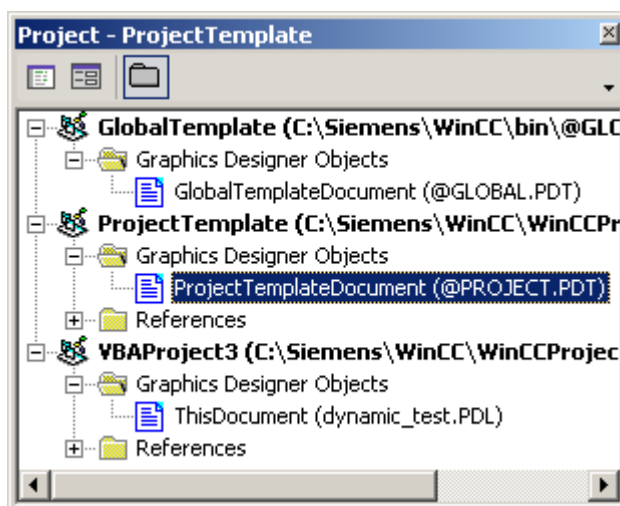 Project - ProjectTemplate
GlobalTemplate (C:\Siemens\WinCC\bin\@GLC
Graphics Designer Objects
GlobalTemplateDocument (@GLOBAL.PDT)
ProjectTemplate (C:\Siemens\WinCC\WinCCPr
Graphics Designer Objects
ProjectTemplateDocument (@PROJECT.PDT)
References
VBAProject3 (C:\Siemens\WinCC\WinCCProjec
Graphics Designer Objects
ThisDocument (dynamic_test.PDL)
References